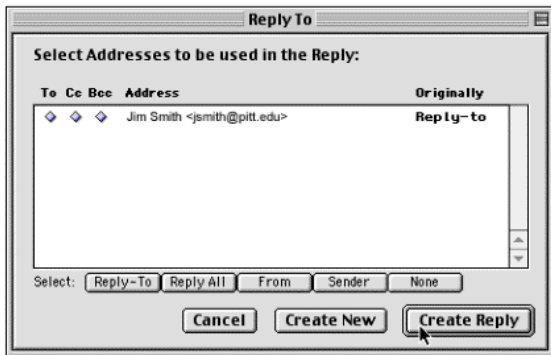 Reply To
Select Addresses to be used in the Reply:
To Cc Bcc Address Originally
Jim Smith <jsmith@pitt.edu> Reply-to
Select: Reply-To Reply All From Sender None
Cancel Create New Create Reply